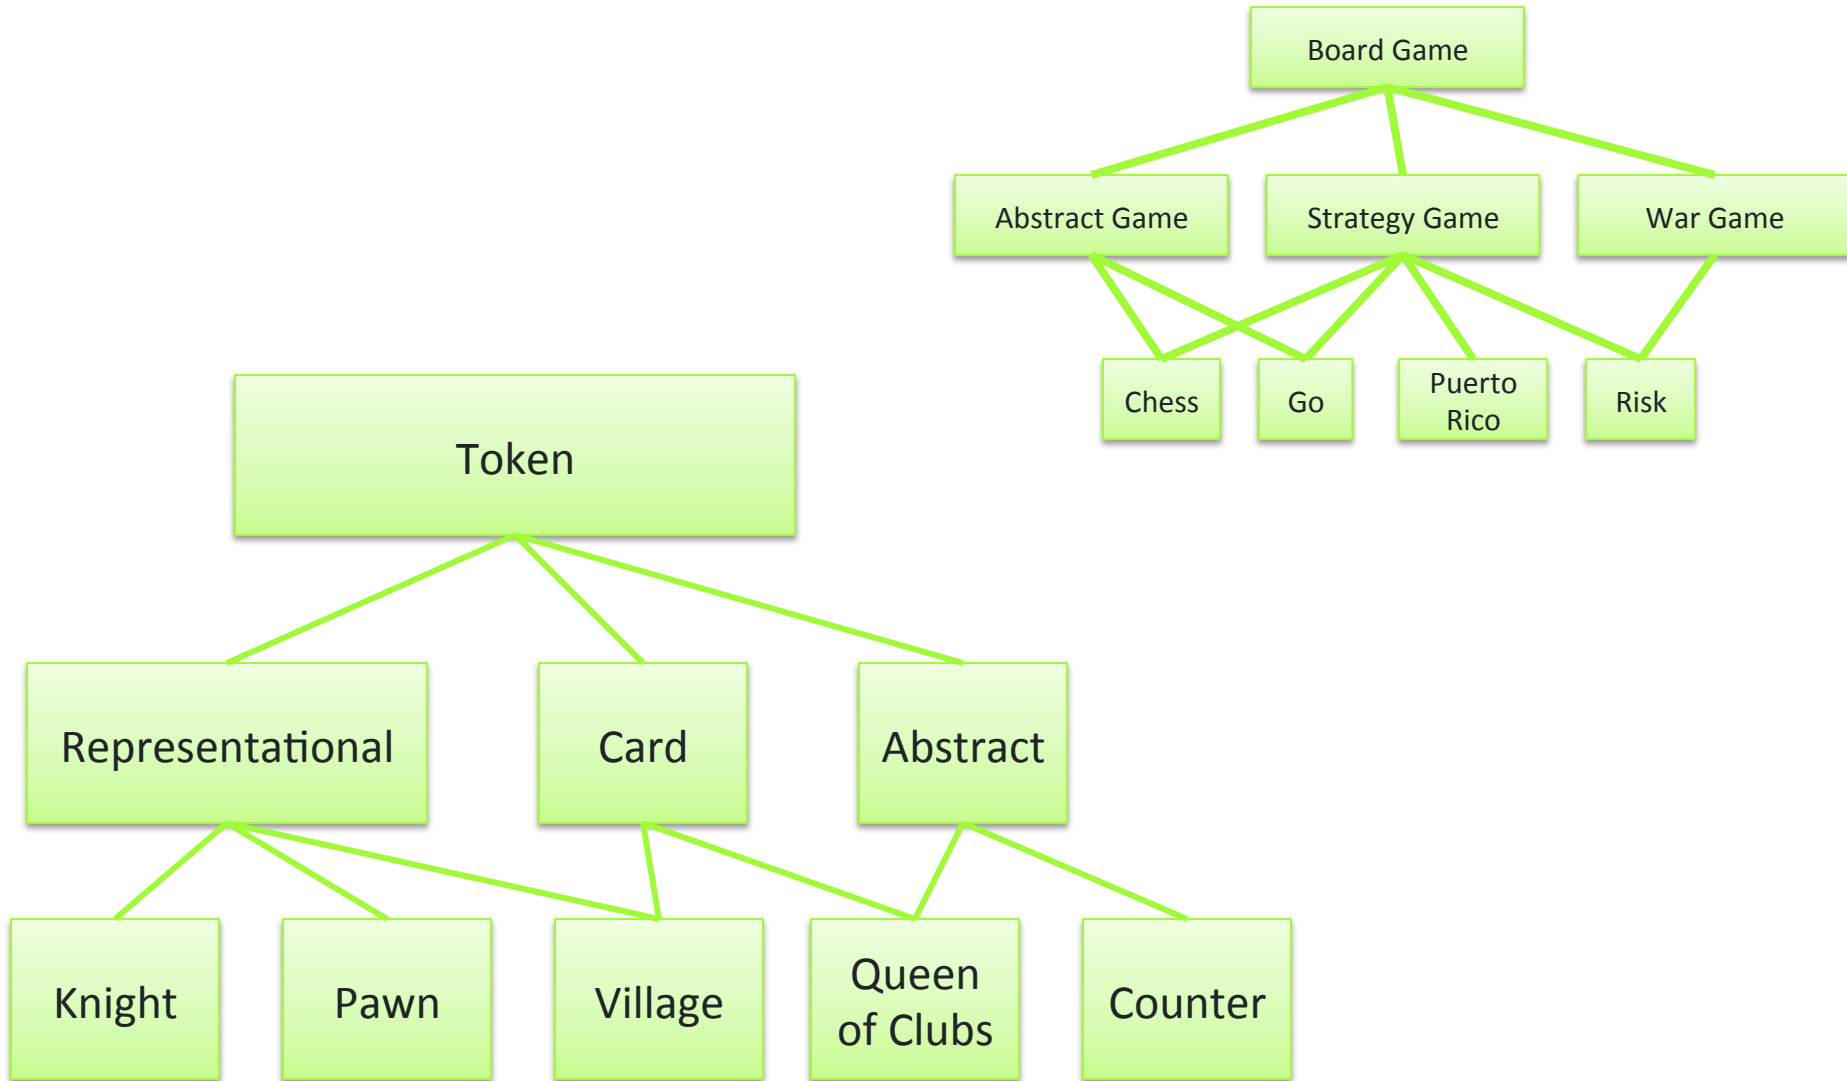 Board Game
Abstract Game
Strategy Game
War Game
Chess
Go
Puerto
Rico
Risk
Token
Representational
Card
Abstract
Knight
Pawn
Village
Queen
of Clubs
Counter